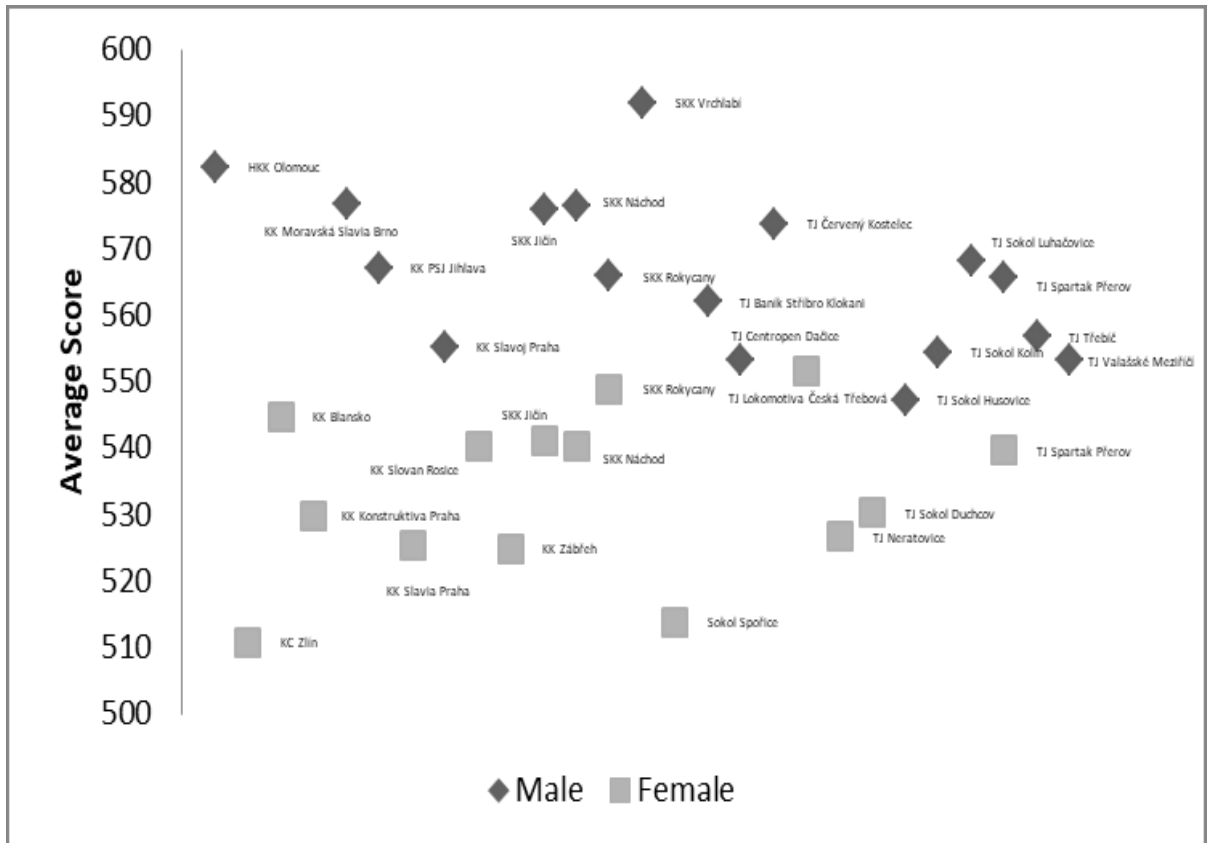 600
590
580
570
560
550
540
530
520
510
500
Average Score
SKK Vrchlabí
HKK Olomouc
SKK Náchod
KK Moravská Slavia Brno
SKK Jičín
TJ Červený Kostelec
TJ Sokol Luhačovice
KK PSJ Jihlava
SKK Rokycany
TJ Spartak Přerov
TJ Baník Stříbro Klokani
TJ Centropen Dačice
TJ Třebíč
KK Slavoj Praha
TJ Sokol Kolín
TJ Valašské Meziříčí
SKK Rokycany
TJ Lokomotiva Česká Třebová
TJ Sokol Husovice
KK Blansko
SKK Jičín
KK Slovan Rosice
SKK Náchod
TJ Spartak Přerov
KK Konstruktiva Praha
TJ Sokol Duchcov
TJ Neratovice
KK Zábřeh
KK Slavia Praha
Sokol Spořice
KC Zlín
Male
Female